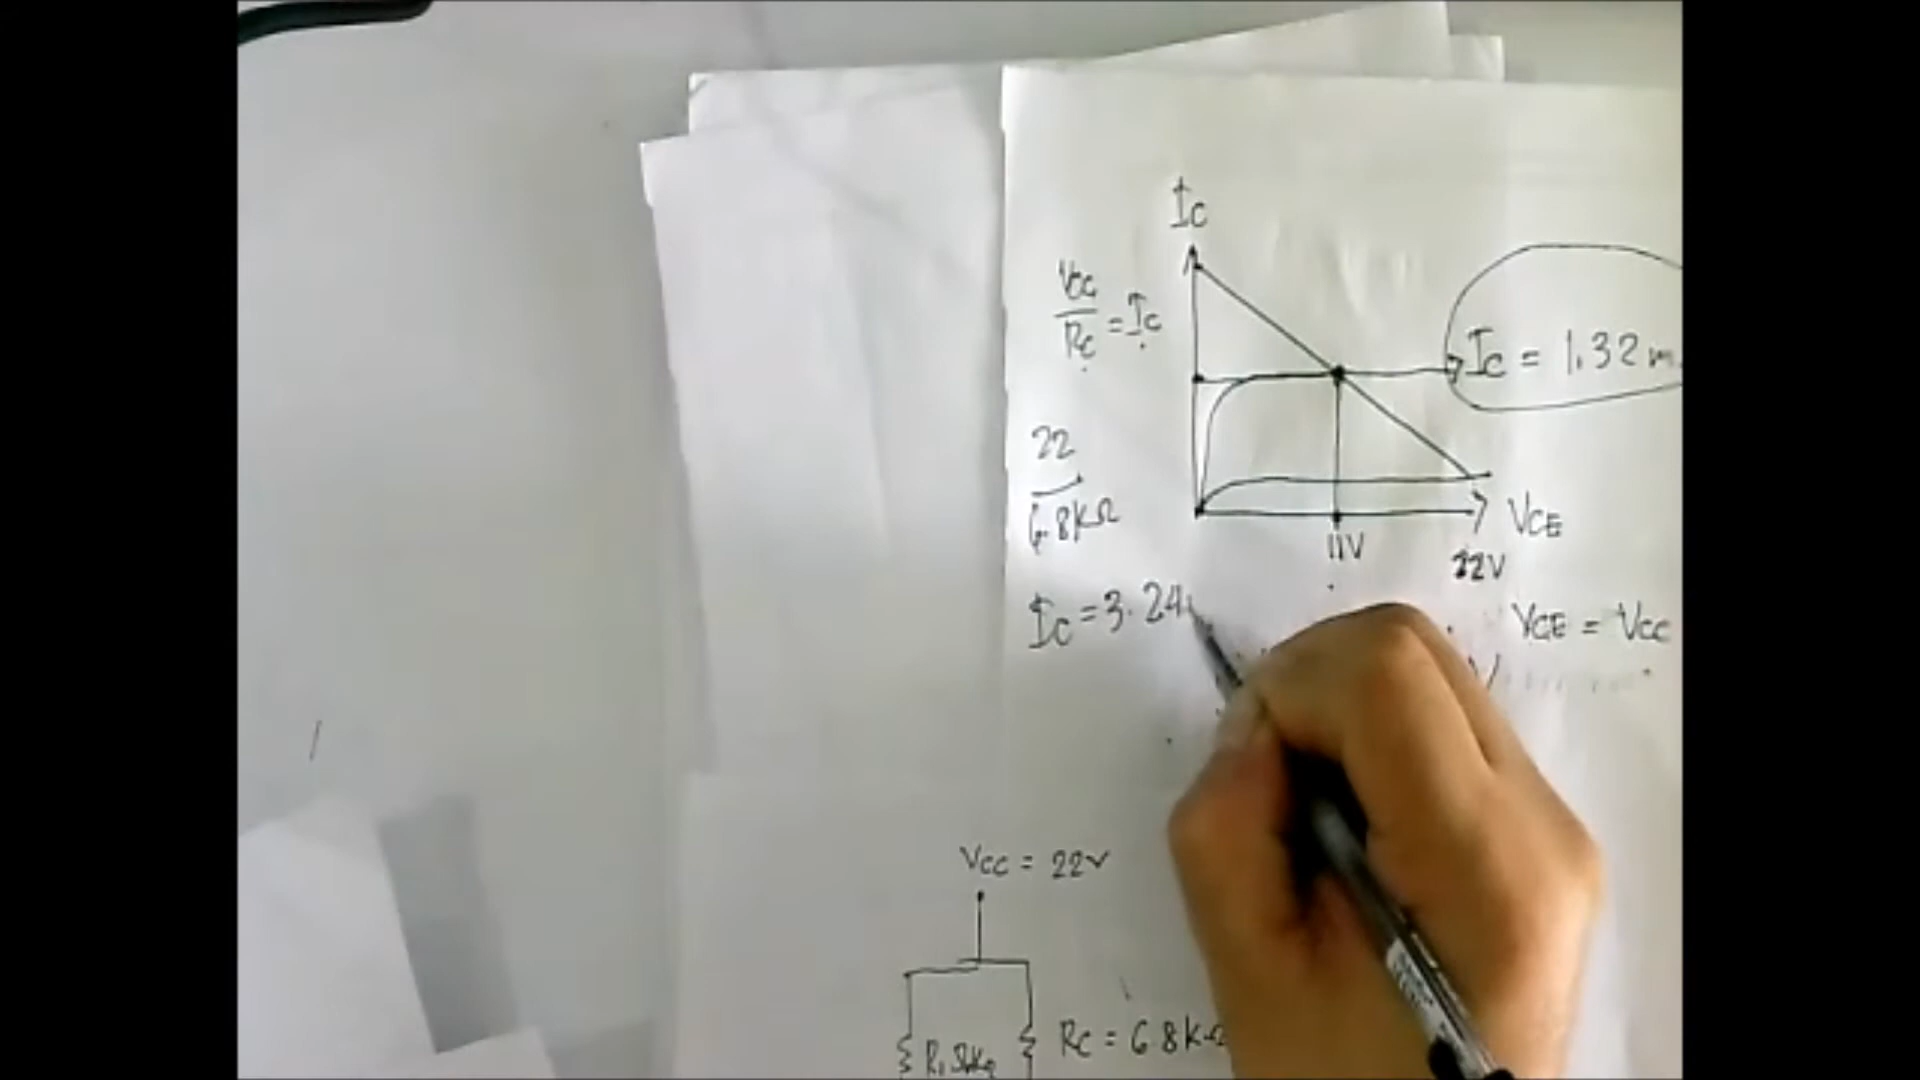 Ic
Vcc
Rc
= Ic
Ic = 1.32 m
22
6.8kΩ
VCE
11V
22V
Ic = 3.24
VCE = Vcc
Vcc = 22v
Rc = 6.8kΩ